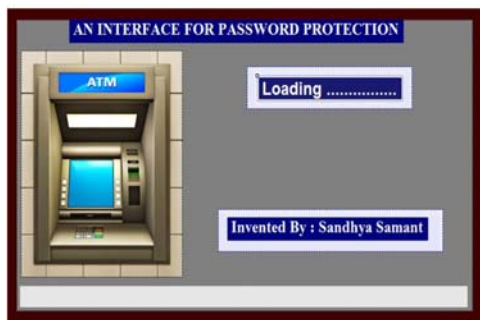 AN INTERFACE FOR PASSWORD PROTECTION
ATM
Loading ................
Invented By : Sandhya Samant